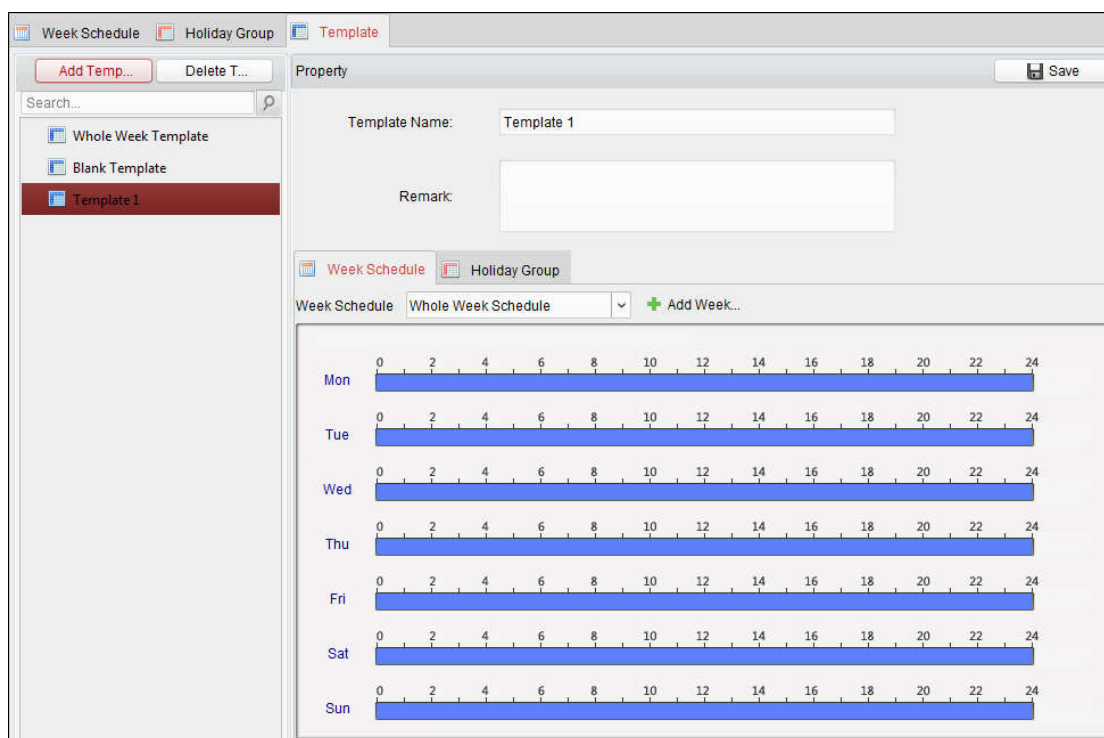 Week Schedule Holiday Group Template
Add Temp... Delete T... Property Save
Search...
Whole Week Template
Blank Template
Template 1
Template Name: Template 1
Remark:
Week Schedule Holiday Group
Week Schedule Whole Week Schedule Add Week...
0 2 4 6 8 10 12 14 16 18 20 22 24
Mon
0 2 4 6 8 10 12 14 16 18 20 22 24
Tue
0 2 4 6 8 10 12 14 16 18 20 22 24
Wed
0 2 4 6 8 10 12 14 16 18 20 22 24
Thu
0 2 4 6 8 10 12 14 16 18 20 22 24
Fri
0 2 4 6 8 10 12 14 16 18 20 22 24
Sat
0 2 4 6 8 10 12 14 16 18 20 22 24
Sun